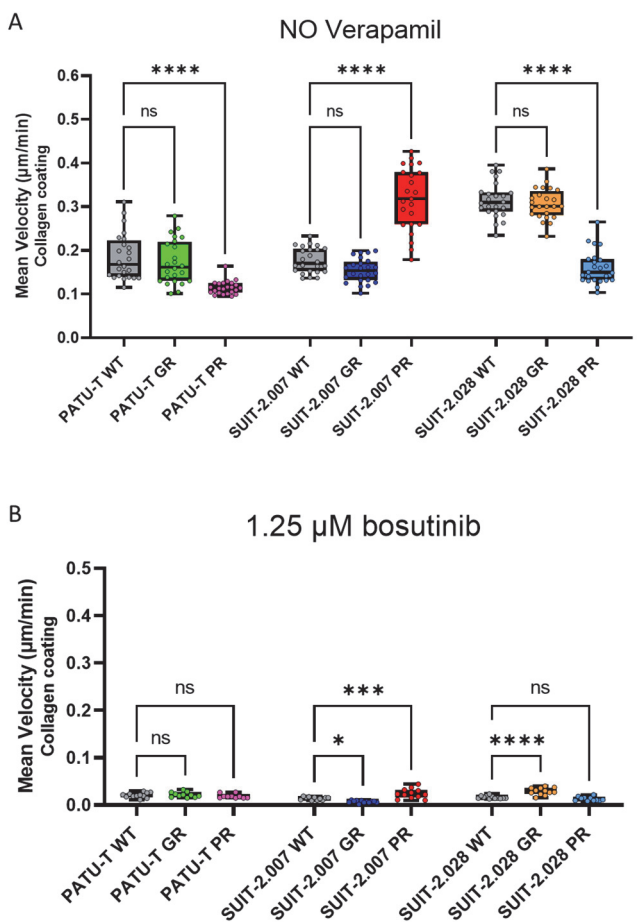 A
NO Verapamil
Mean Velocity (µm/min)
Collagen coating
0.6
0.5
0.4
0.3
0.2
0.1
0.0
****
ns
****
ns
****
ns
PATU-T WT
PATU-T GR
PATU-T PR
SUIT-2.007 WT
SUIT-2.007 GR
SUIT-2.007 PR
SUIT-2.028 WT
SUIT-2.028 GR
SUIT-2.028 PR
B
1.25 µM bosutinib
Mean Velocity (µm/min)
Collagen coating
0.5
0.4
0.3
0.2
0.1
0.0
ns
ns
***
*
ns
****
PATU-T WT
PATU-T GR
PATU-T PR
SUIT-2.007 WT
SUIT-2.007 GR
SUIT-2.007 PR
SUIT-2.028 WT
SUIT-2.028 GR
SUIT-2.028 PR